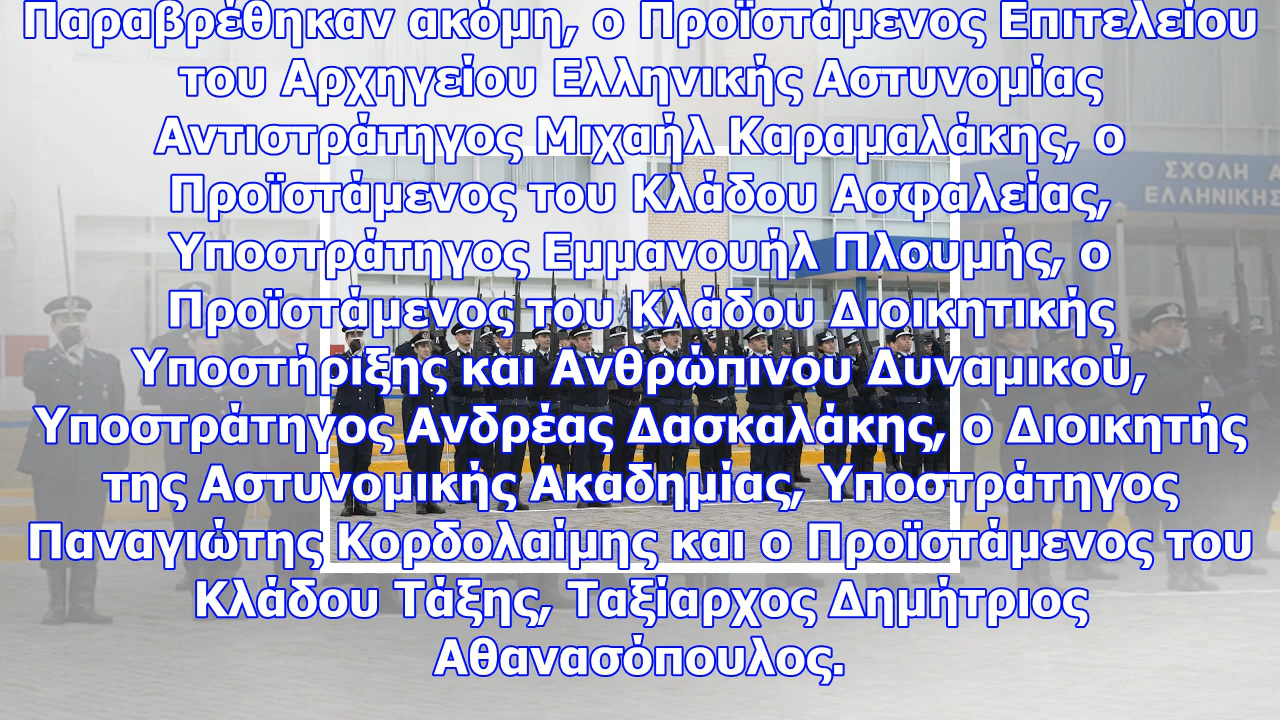 Παραβρέθηκαν ακόμη, ο Προϊστάμενος Επιτελείου
του Αρχηγείου Ελληνικής Αστυνομίας
Αντιστράτηγος Μιχαήλ Καραμαλάκης, ο
Προϊστάμενος του Κλάδου Ασφαλείας,
Υποστράτηγος Εμμανουήλ Πλουμής, ο
Προϊστάμενος του Κλάδου Διοικητικής
Υποστήριξης και Ανθρώπινου Δυναμικού,
Υποστράτηγος Ανδρέας Δασκαλάκης, ο Διοικητής
της Αστυνομικής Ακαδημίας, Υποστράτηγος
Παναγιώτης Κορδολαίμης και ο Προϊστάμενος του
Κλάδου Τάξης, Ταξίαρχος Δημήτριος
Αθανασόπουλος.
ΣΧΟΛΗ Α
ΕΛΛΗΝΙΚΗΣ